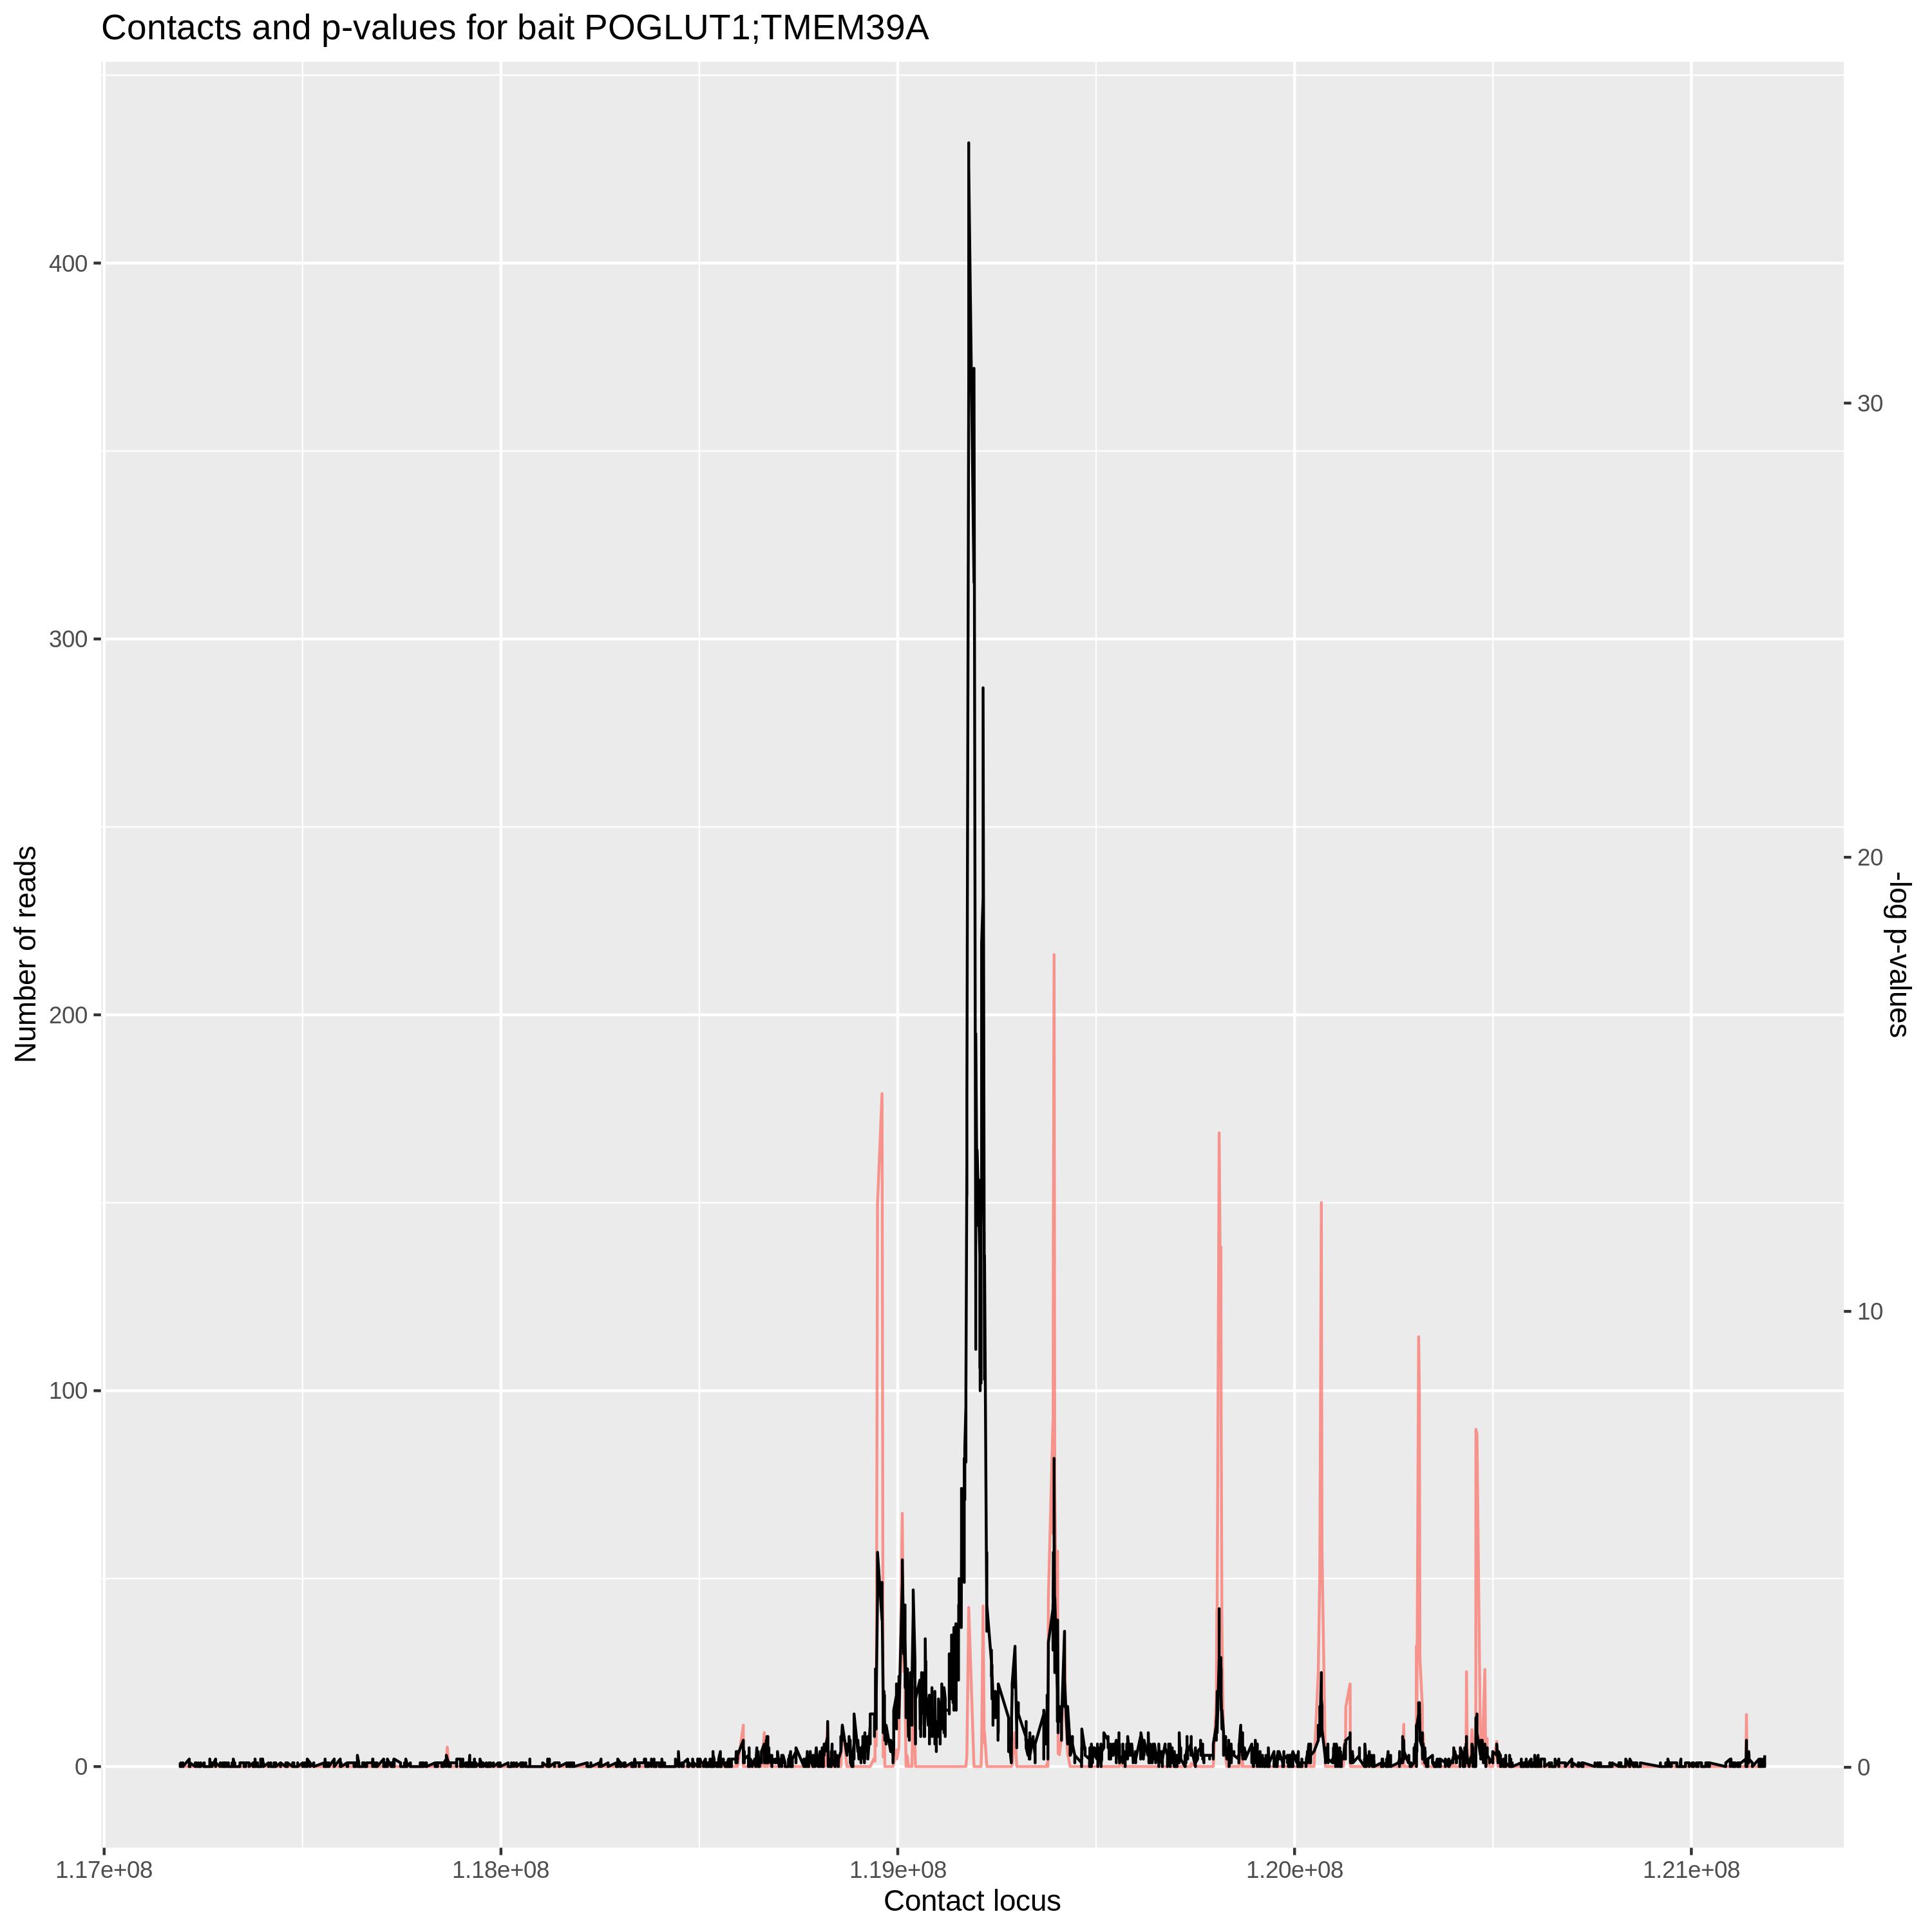 Contacts and p-values for bait POGLUT1;TMEM39A
Number of reads
400
300
200
100
0
30
20
10
0
-log p-values
1.17e+08
1.18e+08
1.19e+08
1.20e+08
1.21e+08
Contact locus